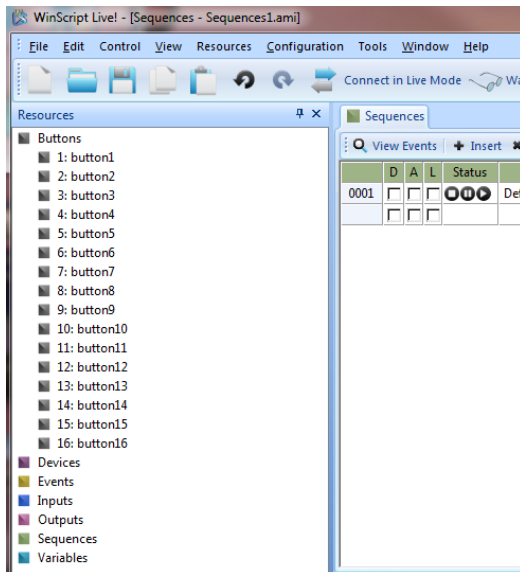 WinScript Live! - [Sequences - Sequences1.ami]
File Edit Control View Resources Configuration Tools Window Help
Connect in Live Mode
Resources
Sequences
Buttons
View Events Insert
1: button1
D A L Status
2: button2
3: button3
0001
4: button4
5: button5
6: button6
7: button7
8: button8
9: button9
10: button10
11: button11
12: button12
13: button13
14: button14
15: button15
16: button16
Devices
Events
Inputs
Outputs
Sequences
Variables